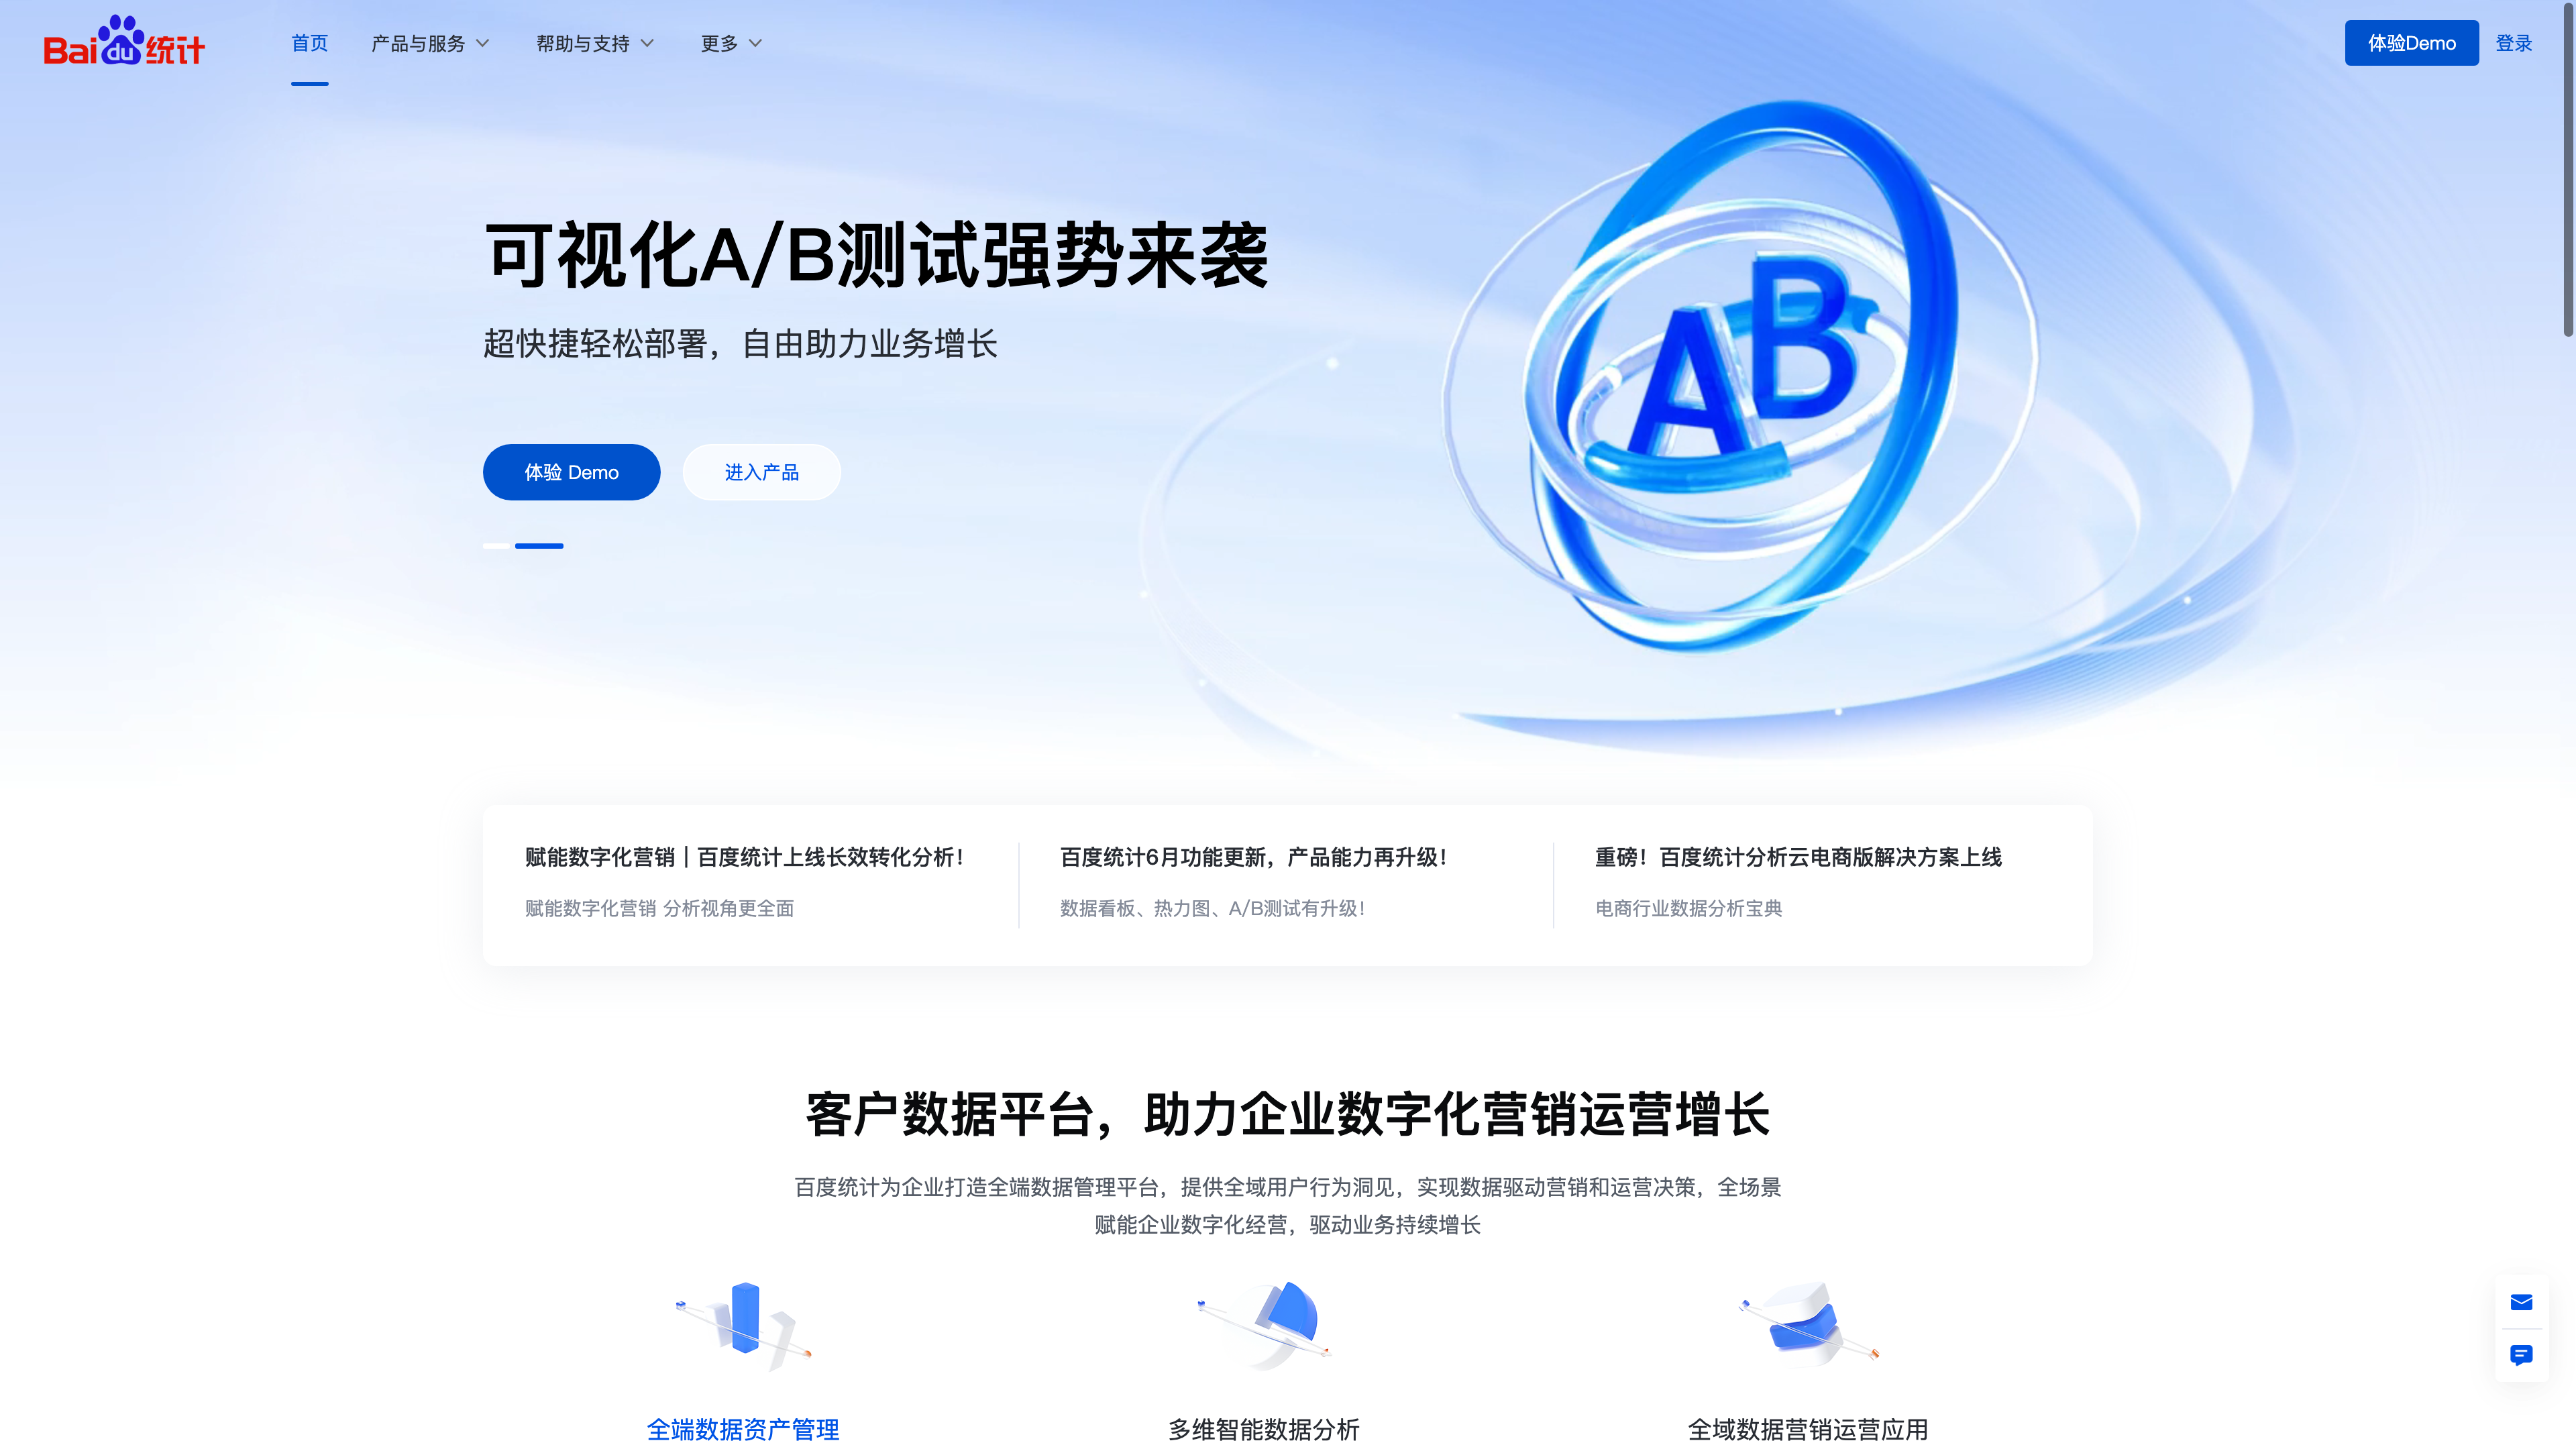 Baidu统计
首页 产品与服务 帮助与支持 更多 体验Demo 登录
可视化A/B测试强势来袭
超快捷轻松部署，自由助力业务增长
体验 Demo 进入产品
AB
赋能数字化营销 | 百度统计上线长效转化分析！
赋能数字化营销 分析视角更全面
百度统计6月功能更新，产品能力再升级！
数据看板、热力图、A/B测试有升级！
重磅！百度统计分析云电商版解决方案上线
电商行业数据分析宝典
客户数据平台，助力企业数字化营销运营增长
百度统计为企业打造全端数据管理平台，提供全域用户行为洞见，实现数据驱动营销和运营决策，全场景
赋能企业数字化经营，驱动业务持续增长
全端数据资产管理 多维智能数据分析 全域数据营销运营应用